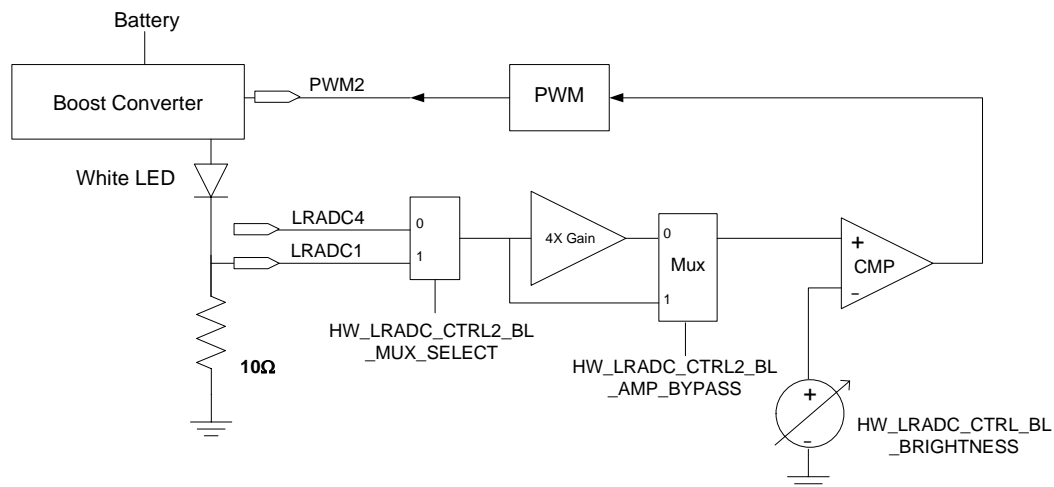 Battery
Boost Converter
PWM2
PWM
White LED
LRADC4
LRADC1
0
1
4X Gain
0
Mux
1
+
CMP
–
10Ω
HW_LRADC_CTRL2_BL
_MUX_SELECT
HW_LRADC_CTRL2_BL
_AMP_BYPASS
+
–
HW_LRADC_CTRL_BL
_BRIGHTNESS